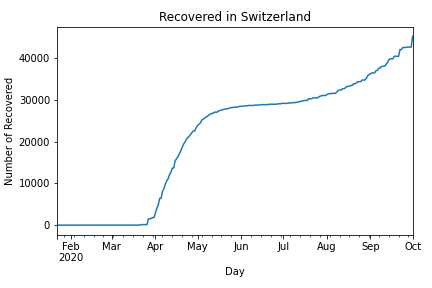 Recovered in Switzerland
Number of Recovered
40000
30000
20000
10000
0
Feb Mar Apr May Jun Jul Aug Sep Oct
2020
Day